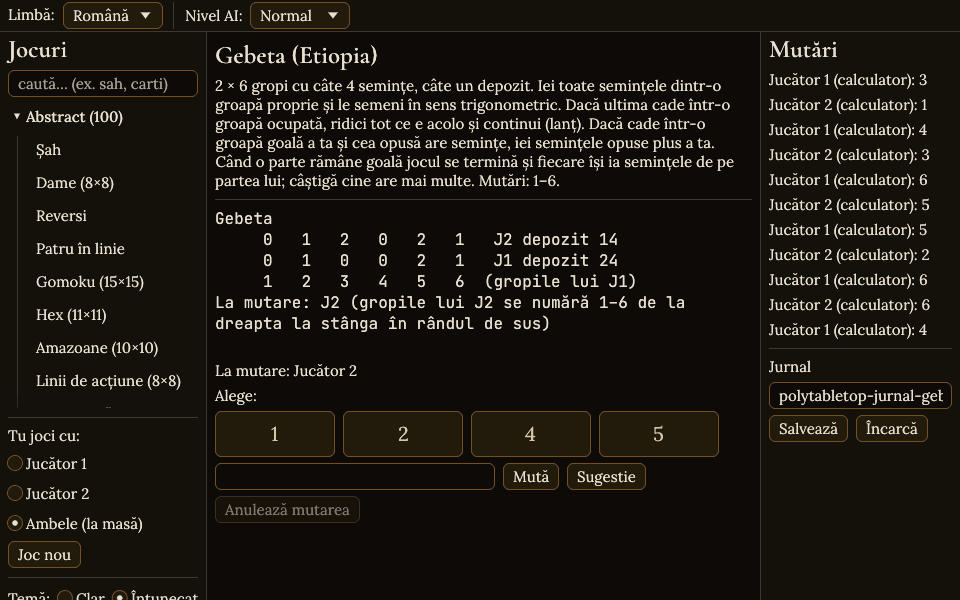 Limbă: Română ▼ Nivel AI: Normal ▼
Jocuri
caută... (ex. sah, carti)
▼ Abstract (100)
Șah
Dame (8×8)
Reversi
Patru în linie
Gomoku (15×15)
Hex (11×11)
Amazoane (10×10)
Linii de acțiune (8×8)
Tu joci cu:
Jucător 1
Jucător 2
Ambele (la masă)
Joc nou
Temă: Clar Întunecat
Gebeta (Etiopia)
2 × 6 gropi cu câte 4 semințe, câte un depozit. Iei toate semințele dintr-o
groapă proprie și le semeni în sens trigonometric. Dacă ultima cade într-o
groapă ocupată, ridici tot ce e acolo și continui (lanț). Dacă cade într-o
groapă goală a ta și cea opusă are semințe, iei semințele opuse plus a ta.
Când o parte rămâne goală jocul se termină și fiecare își ia semințele de pe
partea lui; câștigă cine are mai multe. Mutări: 1–6.
Gebeta
0 1 2 0 2 1 J2 depozit 14
0 1 0 0 2 1 J1 depozit 24
1 2 3 4 5 6 (gropile lui J1)
La mutare: J2 (gropile lui J2 se numără 1–6 de la
dreapta la stânga în rândul de sus)
La mutare: Jucător 2
Alege:
1 2 4 5
Mută Sugestie
Anulează mutarea
Mutări
Jucător 1 (calculator): 3
Jucător 2 (calculator): 1
Jucător 1 (calculator): 4
Jucător 2 (calculator): 3
Jucător 1 (calculator): 6
Jucător 2 (calculator): 5
Jucător 1 (calculator): 5
Jucător 2 (calculator): 2
Jucător 1 (calculator): 6
Jucător 2 (calculator): 6
Jucător 1 (calculator): 4
Jurnal
polytabletop-jurnal-geb
Salvează Încarcă